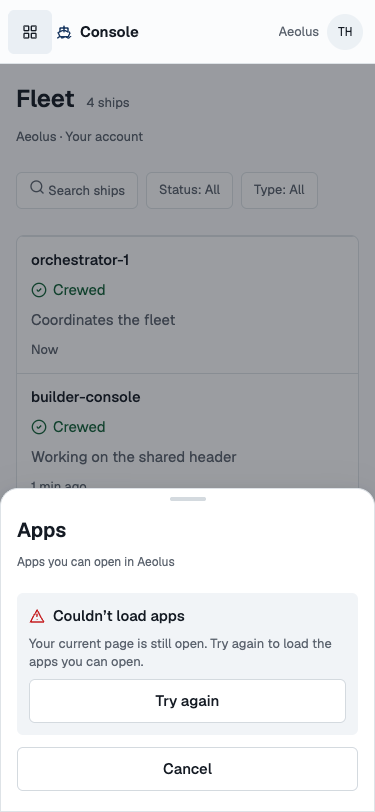 Console
Aeolus
TH
Fleet 4 ships
Aeolus · Your account
Search ships
Status: All
Type: All
orchestrator-1
Crewed
Coordinates the fleet
Now
builder-console
Crewed
Working on the shared header
1 min ago
Apps
Apps you can open in Aeolus
Couldn’t load apps
Your current page is still open. Try again to load the
apps you can open.
Try again
Cancel